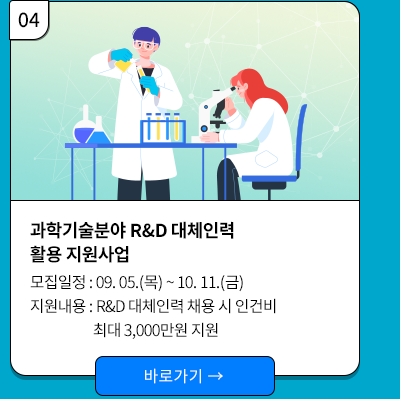 04
과학기술분야 R&D 대체인력
활용 지원사업
모집일정 : 09. 05.(목) ~ 10. 11.(금)
지원내용 : R&D 대체인력 채용 시 인건비
최대 3,000만원 지원
바로가기 →